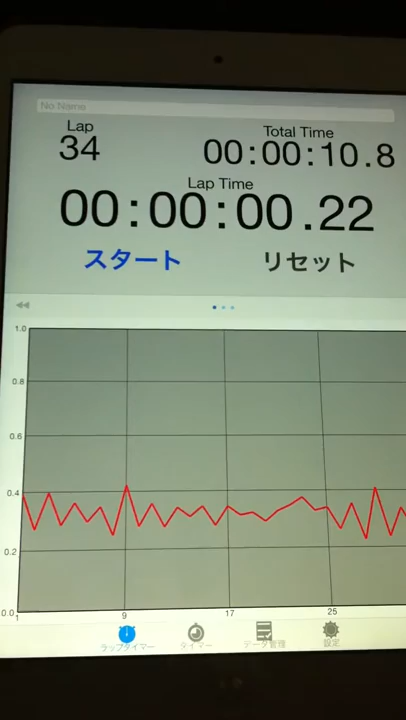 No Name
Lap
34
Total Time
00:00:10.8
Lap Time
00:00:00.22
スタート
リセット
1.0
0.8
0.6
0.4
0.2
0.0
1
9
17
25
ラップタイマー
タイマー
データ管理
設定